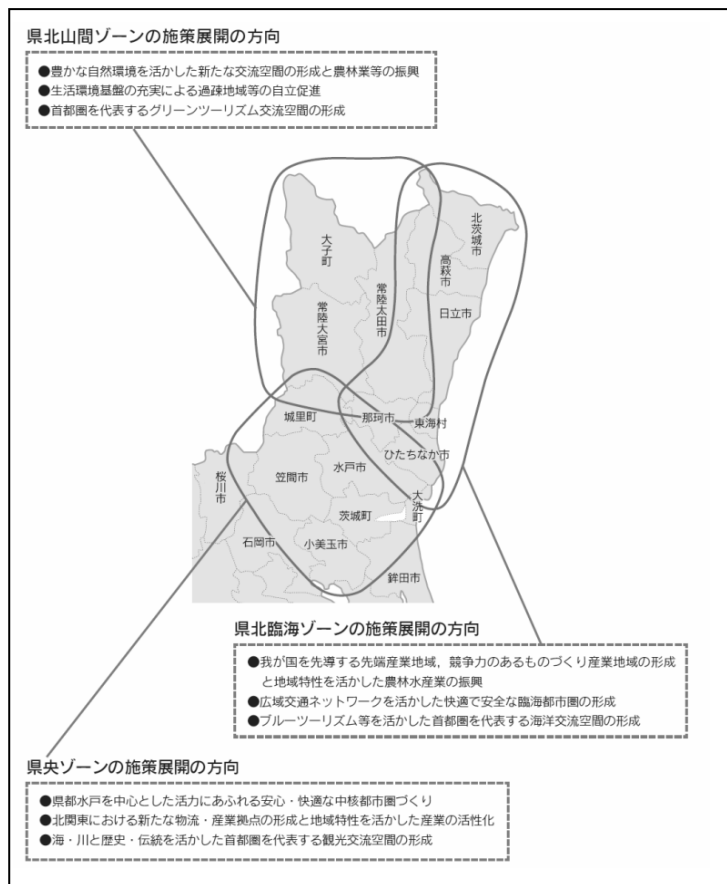 県北山間ゾーンの施策展開の方向
●豊かな自然環境を活かした新たな交流空間の形成と農林業等の振興
●生活環境基盤の充実による過疎地域等の自立促進
●首都圏を代表するグリーンツーリズム交流空間の形成
北茨城市
大子町
高萩市
常陸太田市
日立市
常陸大宮市
城里町
那珂市
東海村
ひたちなか市
水戸市
笠間市
桜川市
大洗町
茨城町
石岡市
小美玉市
鉾田市
県北臨海ゾーンの施策展開の方向
●我が国を先導する先端産業地域，競争力のあるものづくり産業地域の形成
と地域特性を活かした農林水産業の振興
●広域交通ネットワークを活かした快適で安全な臨海都市圏の形成
●ブルーツーリズム等を活かした首都圏を代表する海洋交流空間の形成
県央ゾーンの施策展開の方向
●県都水戸を中心とした活力にあふれる安心・快適な中核都市圏づくり
●北関東における新たな物流・産業拠点の形成と地域特性を活かした産業の活性化
●海・川と歴史・伝統を活かした首都圏を代表する観光交流空間の形成